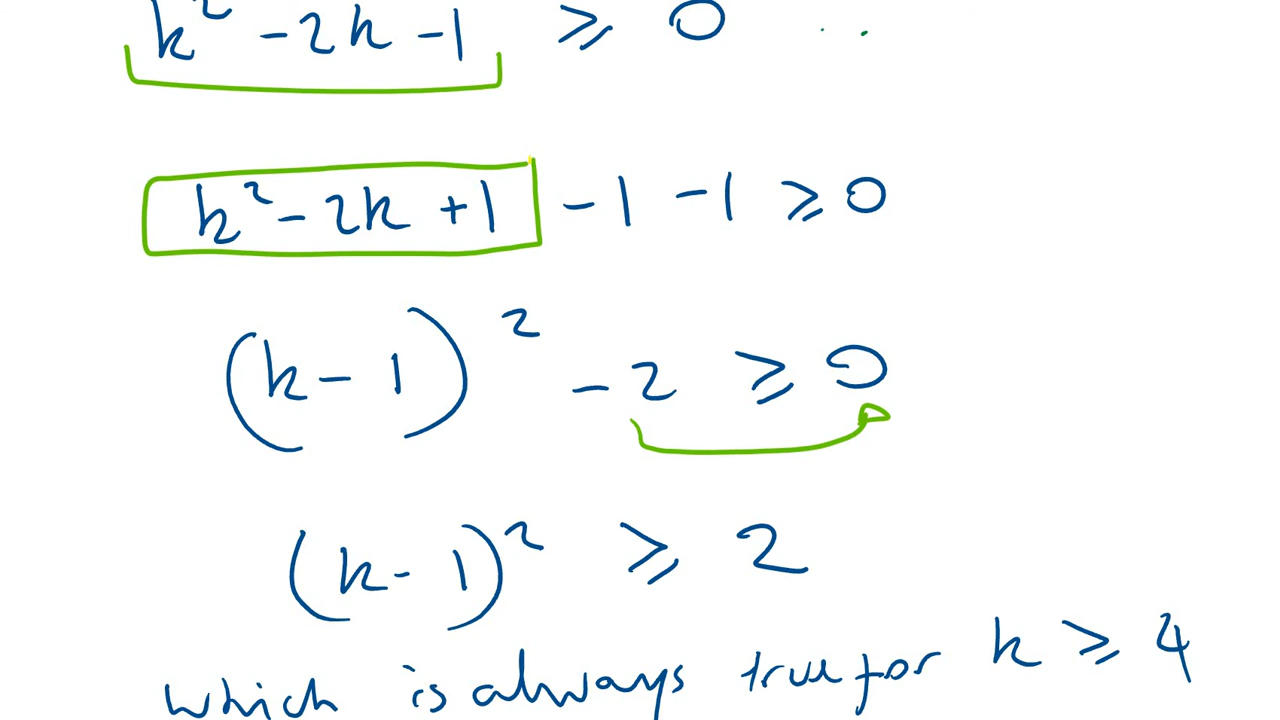 k² - 2k - 1 ≥ 0
k² - 2k + 1 - 1 - 1 ≥ 0
(k - 1)² - 2 ≥ 0
(k - 1)² ≥ 2
which is always true for k ≥ 4